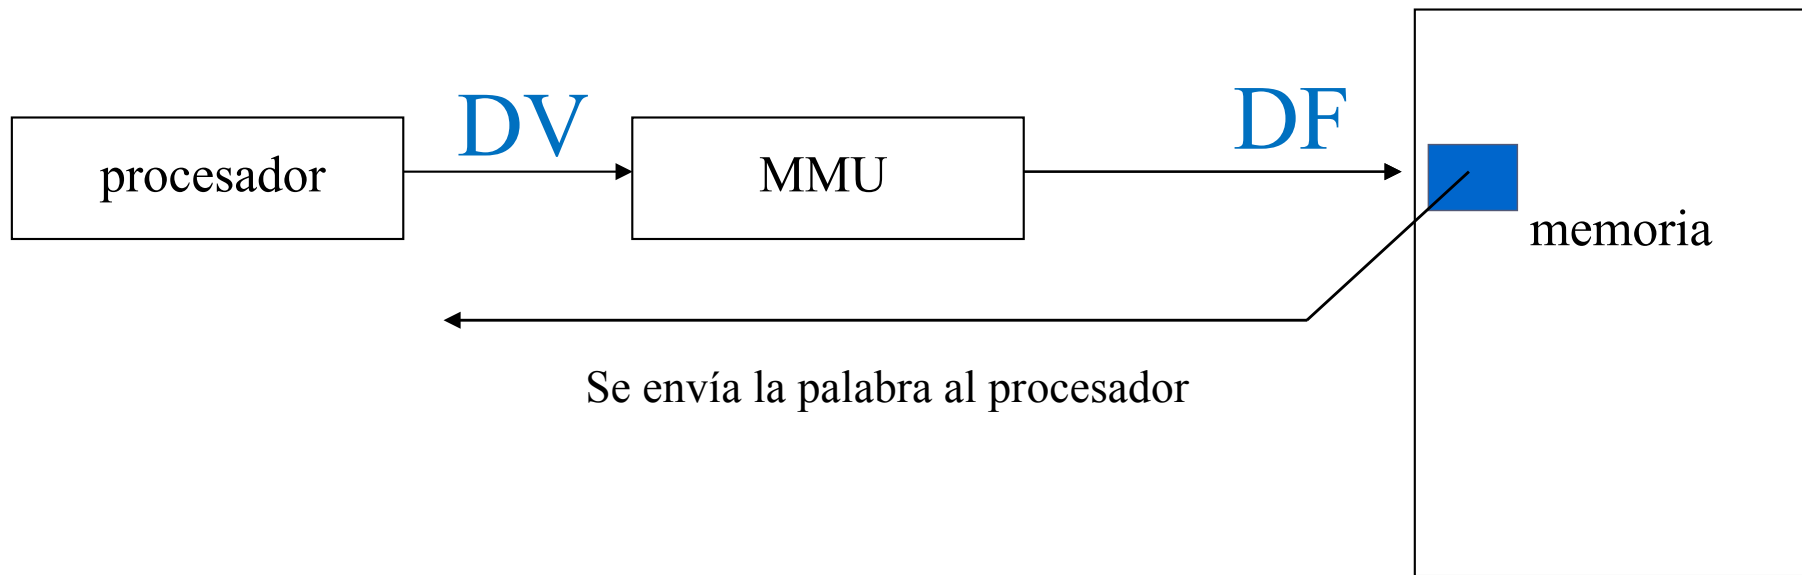 procesador
DV
MMU
DF
memoria
Se envía la palabra al procesador